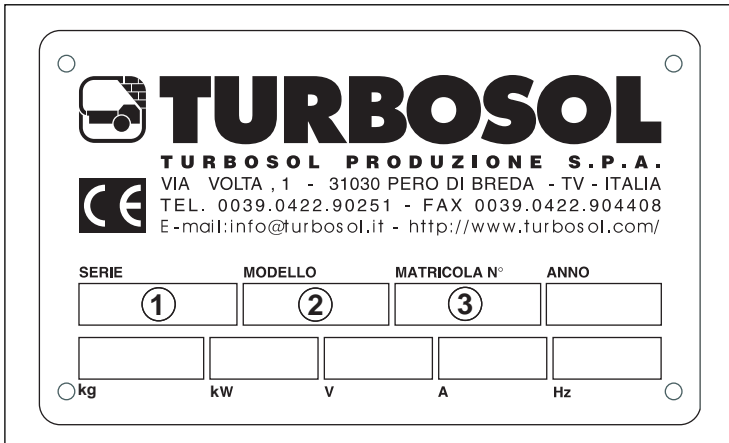 TURBOSOL
TURBOSOL PRODUZIONE S.P.A.
CE
VIA VOLTA , 1 - 31030 PERO DI BREDA - TV - ITALIA
TEL. 0039.0422.90251 - FAX 0039.0422.904408
E-mail:info@turbosol.it - http://www.turbosol.com/
SERIE MODELLO MATRICOLA N° ANNO
1 2 3
kg kW V A Hz